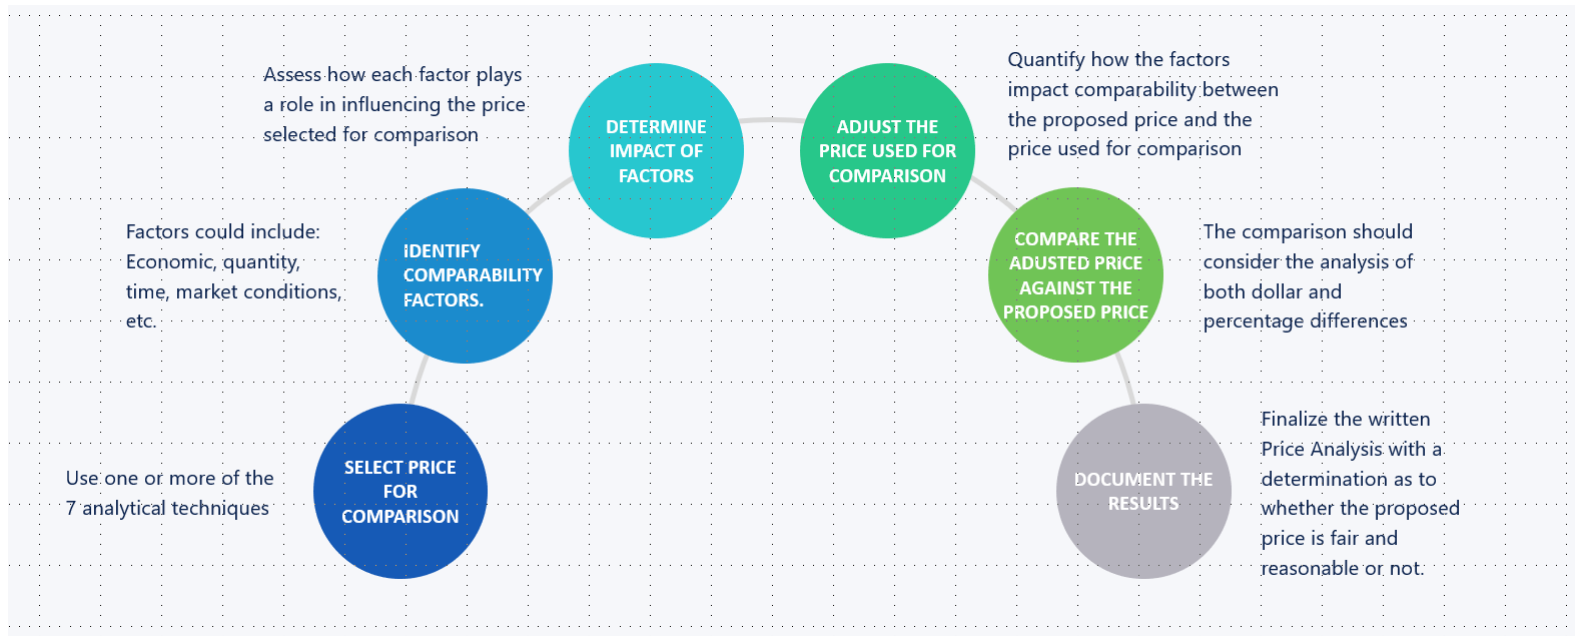 Use one or more of the
7 analytical techniques
SELECT PRICE
FOR
COMPARISON
Factors could include:
Economic, quantity,
time, market conditions,
etc.
IDENTIFY
COMPARABILITY
FACTORS.
Assess how each factor plays
a role in influencing the price
selected for comparison
DETERMINE
IMPACT OF
FACTORS
ADJUST THE
PRICE USED FOR
COMPARISON
Quantify how the factors
impact comparability between
the proposed price and the
price used for comparison
COMPARE THE
ADUSTED PRICE
AGAINST THE
PROPOSED PRICE
The comparison should
consider the analysis of
both dollar and
percentage differences
DOCUMENT THE
RESULTS
Finalize the written
Price Analysis with a
determination as to
whether the proposed
price is fair and
reasonable or not.